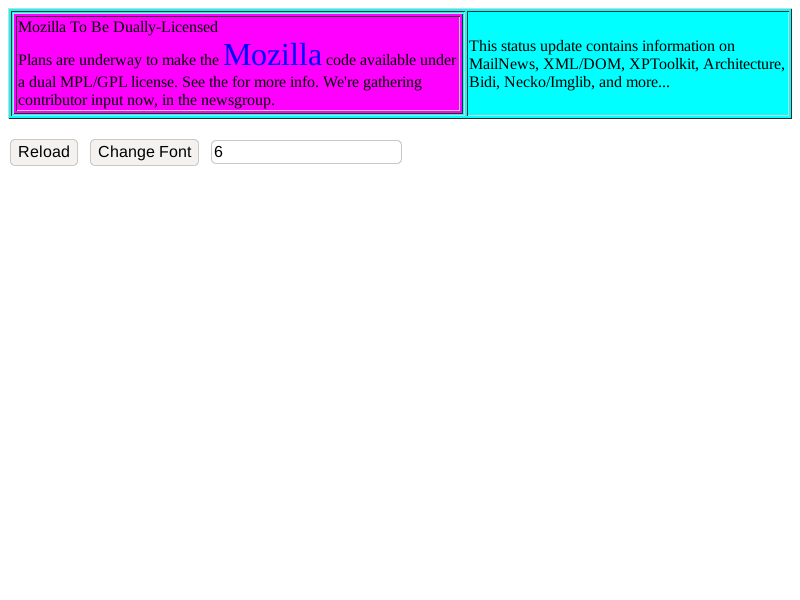 Mozilla To Be Dually-Licensed
Plans are underway to make the Mozilla code available under
a dual MPL/GPL license. See the for more info. We're gathering
contributor input now, in the newsgroup.
This status update contains information on
MailNews, XML/DOM, XPToolkit, Architecture,
Bidi, Necko/Imglib, and more...
Reload Change Font 6